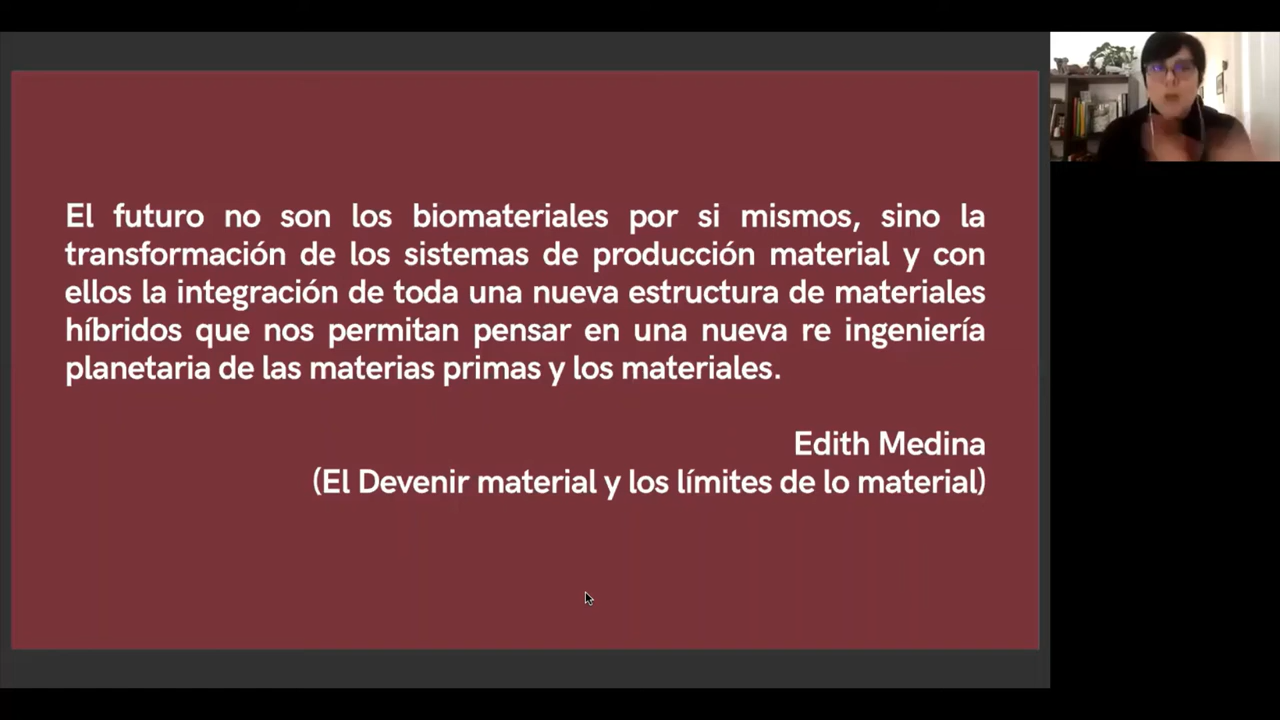 El futuro no son los biomateriales por si mismos, sino la
transformación de los sistemas de producción material y con
ellos la integración de toda una nueva estructura de materiales
híbridos que nos permitan pensar en una nueva re ingeniería
planetaria de las materias primas y los materiales.
Edith Medina
(El Devenir material y los límites de lo material)